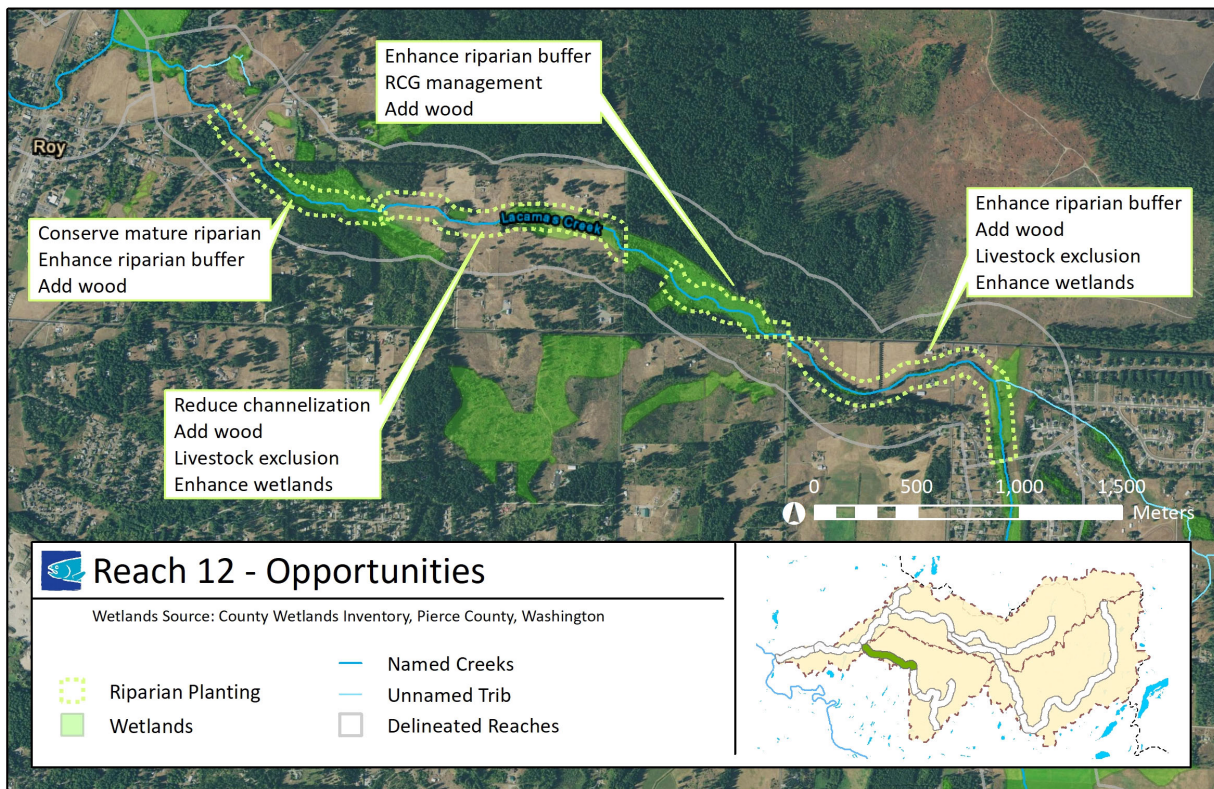 Enhance riparian buffer
RCG management
Add wood
Roy
Enhance riparian buffer
Add wood
Livestock exclusion
Enhance wetlands
Lacamas Creek
Conserve mature riparian
Enhance riparian buffer
Add wood
Reduce channelization
Add wood
Livestock exclusion
Enhance wetlands
0 500 1,000 1,500
Meters
Reach 12 - Opportunities
Wetlands Source: County Wetlands Inventory, Pierce County, Washington
Riparian Planting
Wetlands
Named Creeks
Unnamed Trib
Delineated Reaches